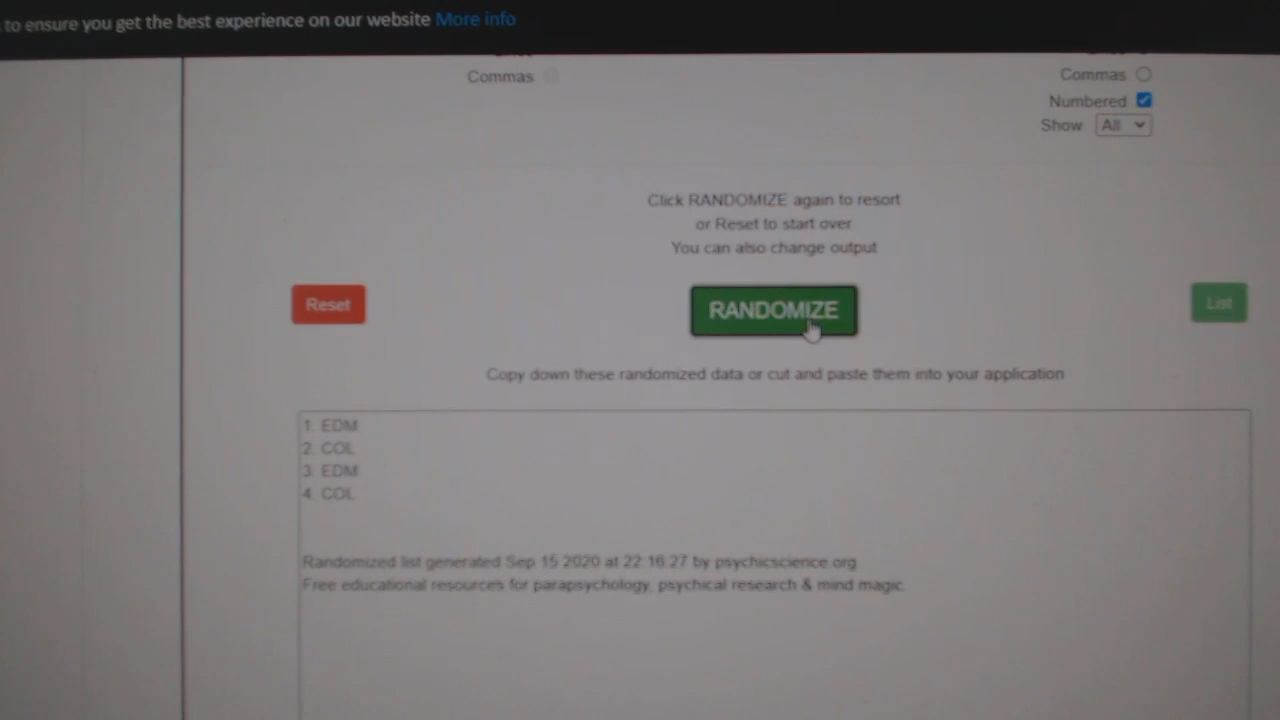 to ensure you get the best experience on our website More info
Commas
Commas
Numbered
Show All
Click RANDOMIZE again to resort
or Reset to start over
You can also change output
Reset
RANDOMIZE
List
Copy down these randomized data or cut and paste them into your application
1. EDM
2. COL
3. EDM
4. COL
Randomized list generated Sep 15 2020 at 22:16:27 by psychicscience.org
Free educational resources for parapsychology, psychical research & mind magic.